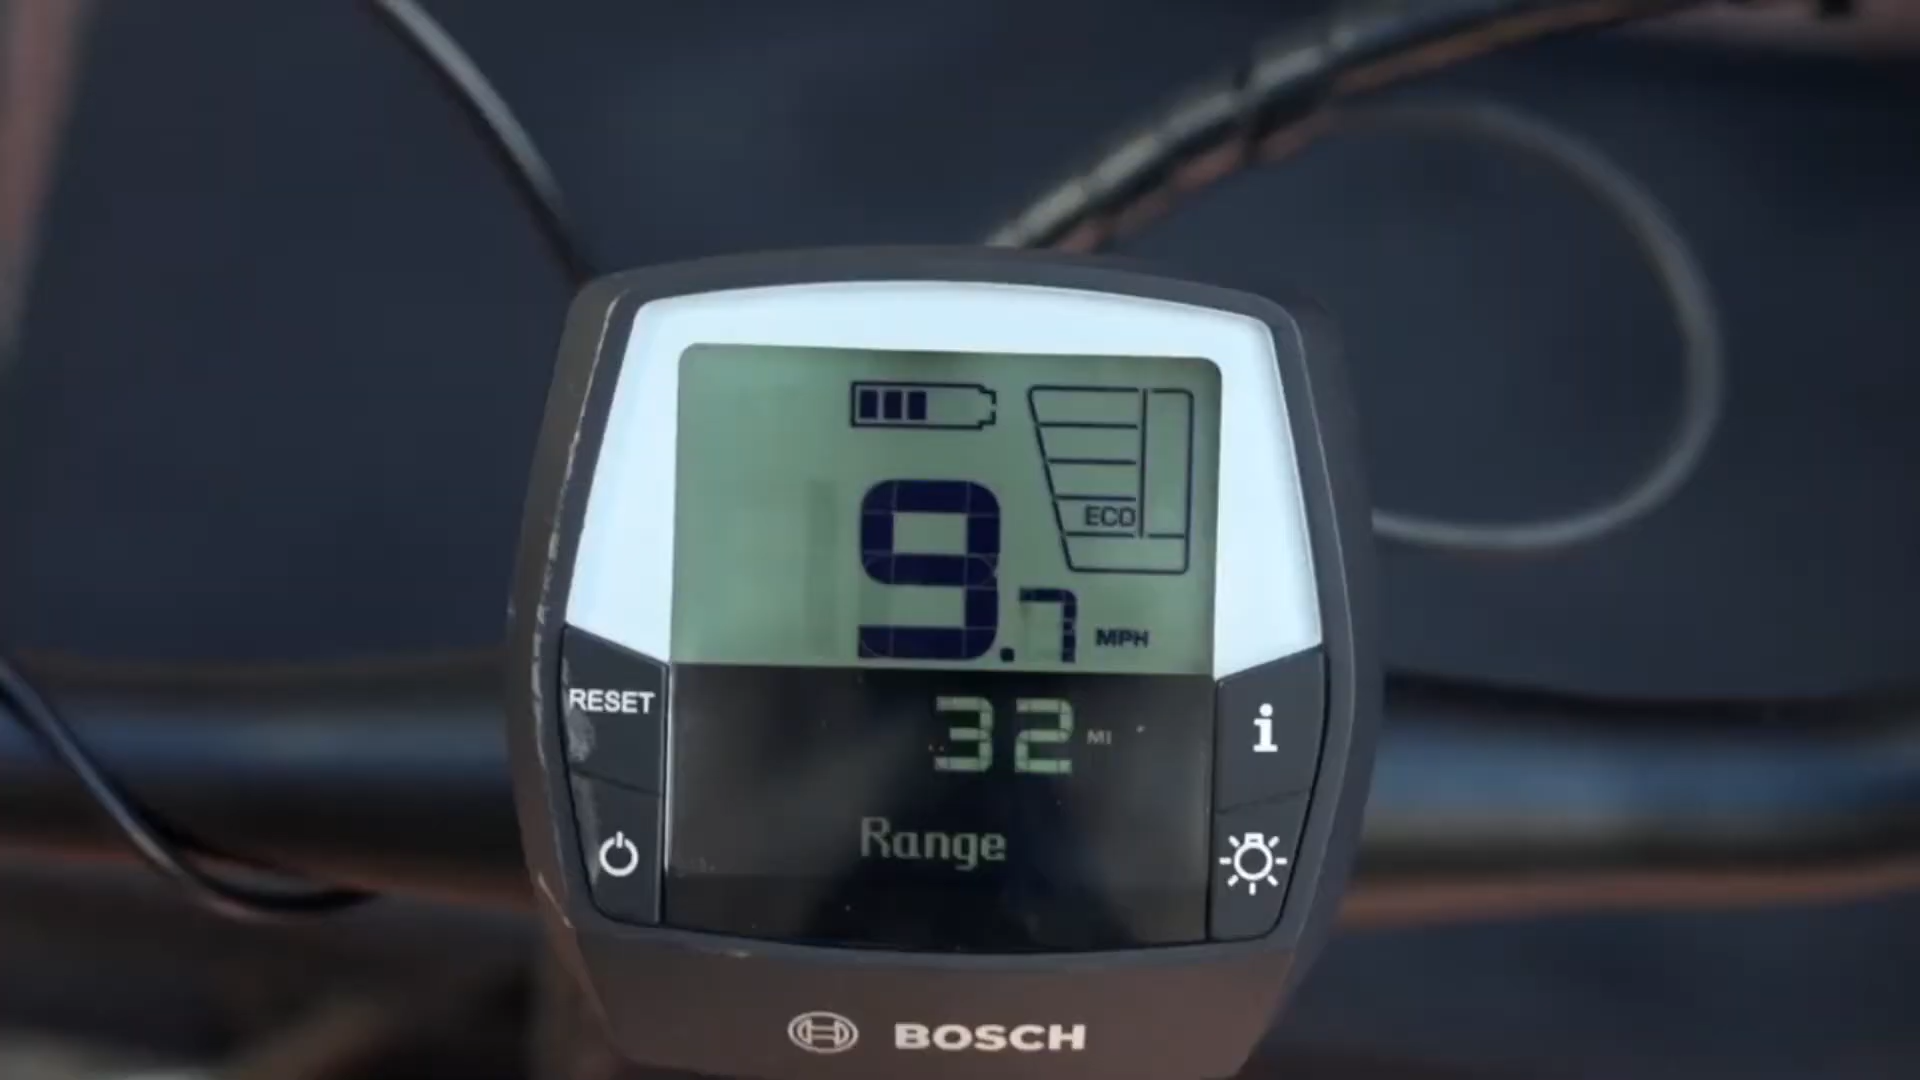 ECO
9.7 MPH
RESET
32 MI
i
Range
BOSCH